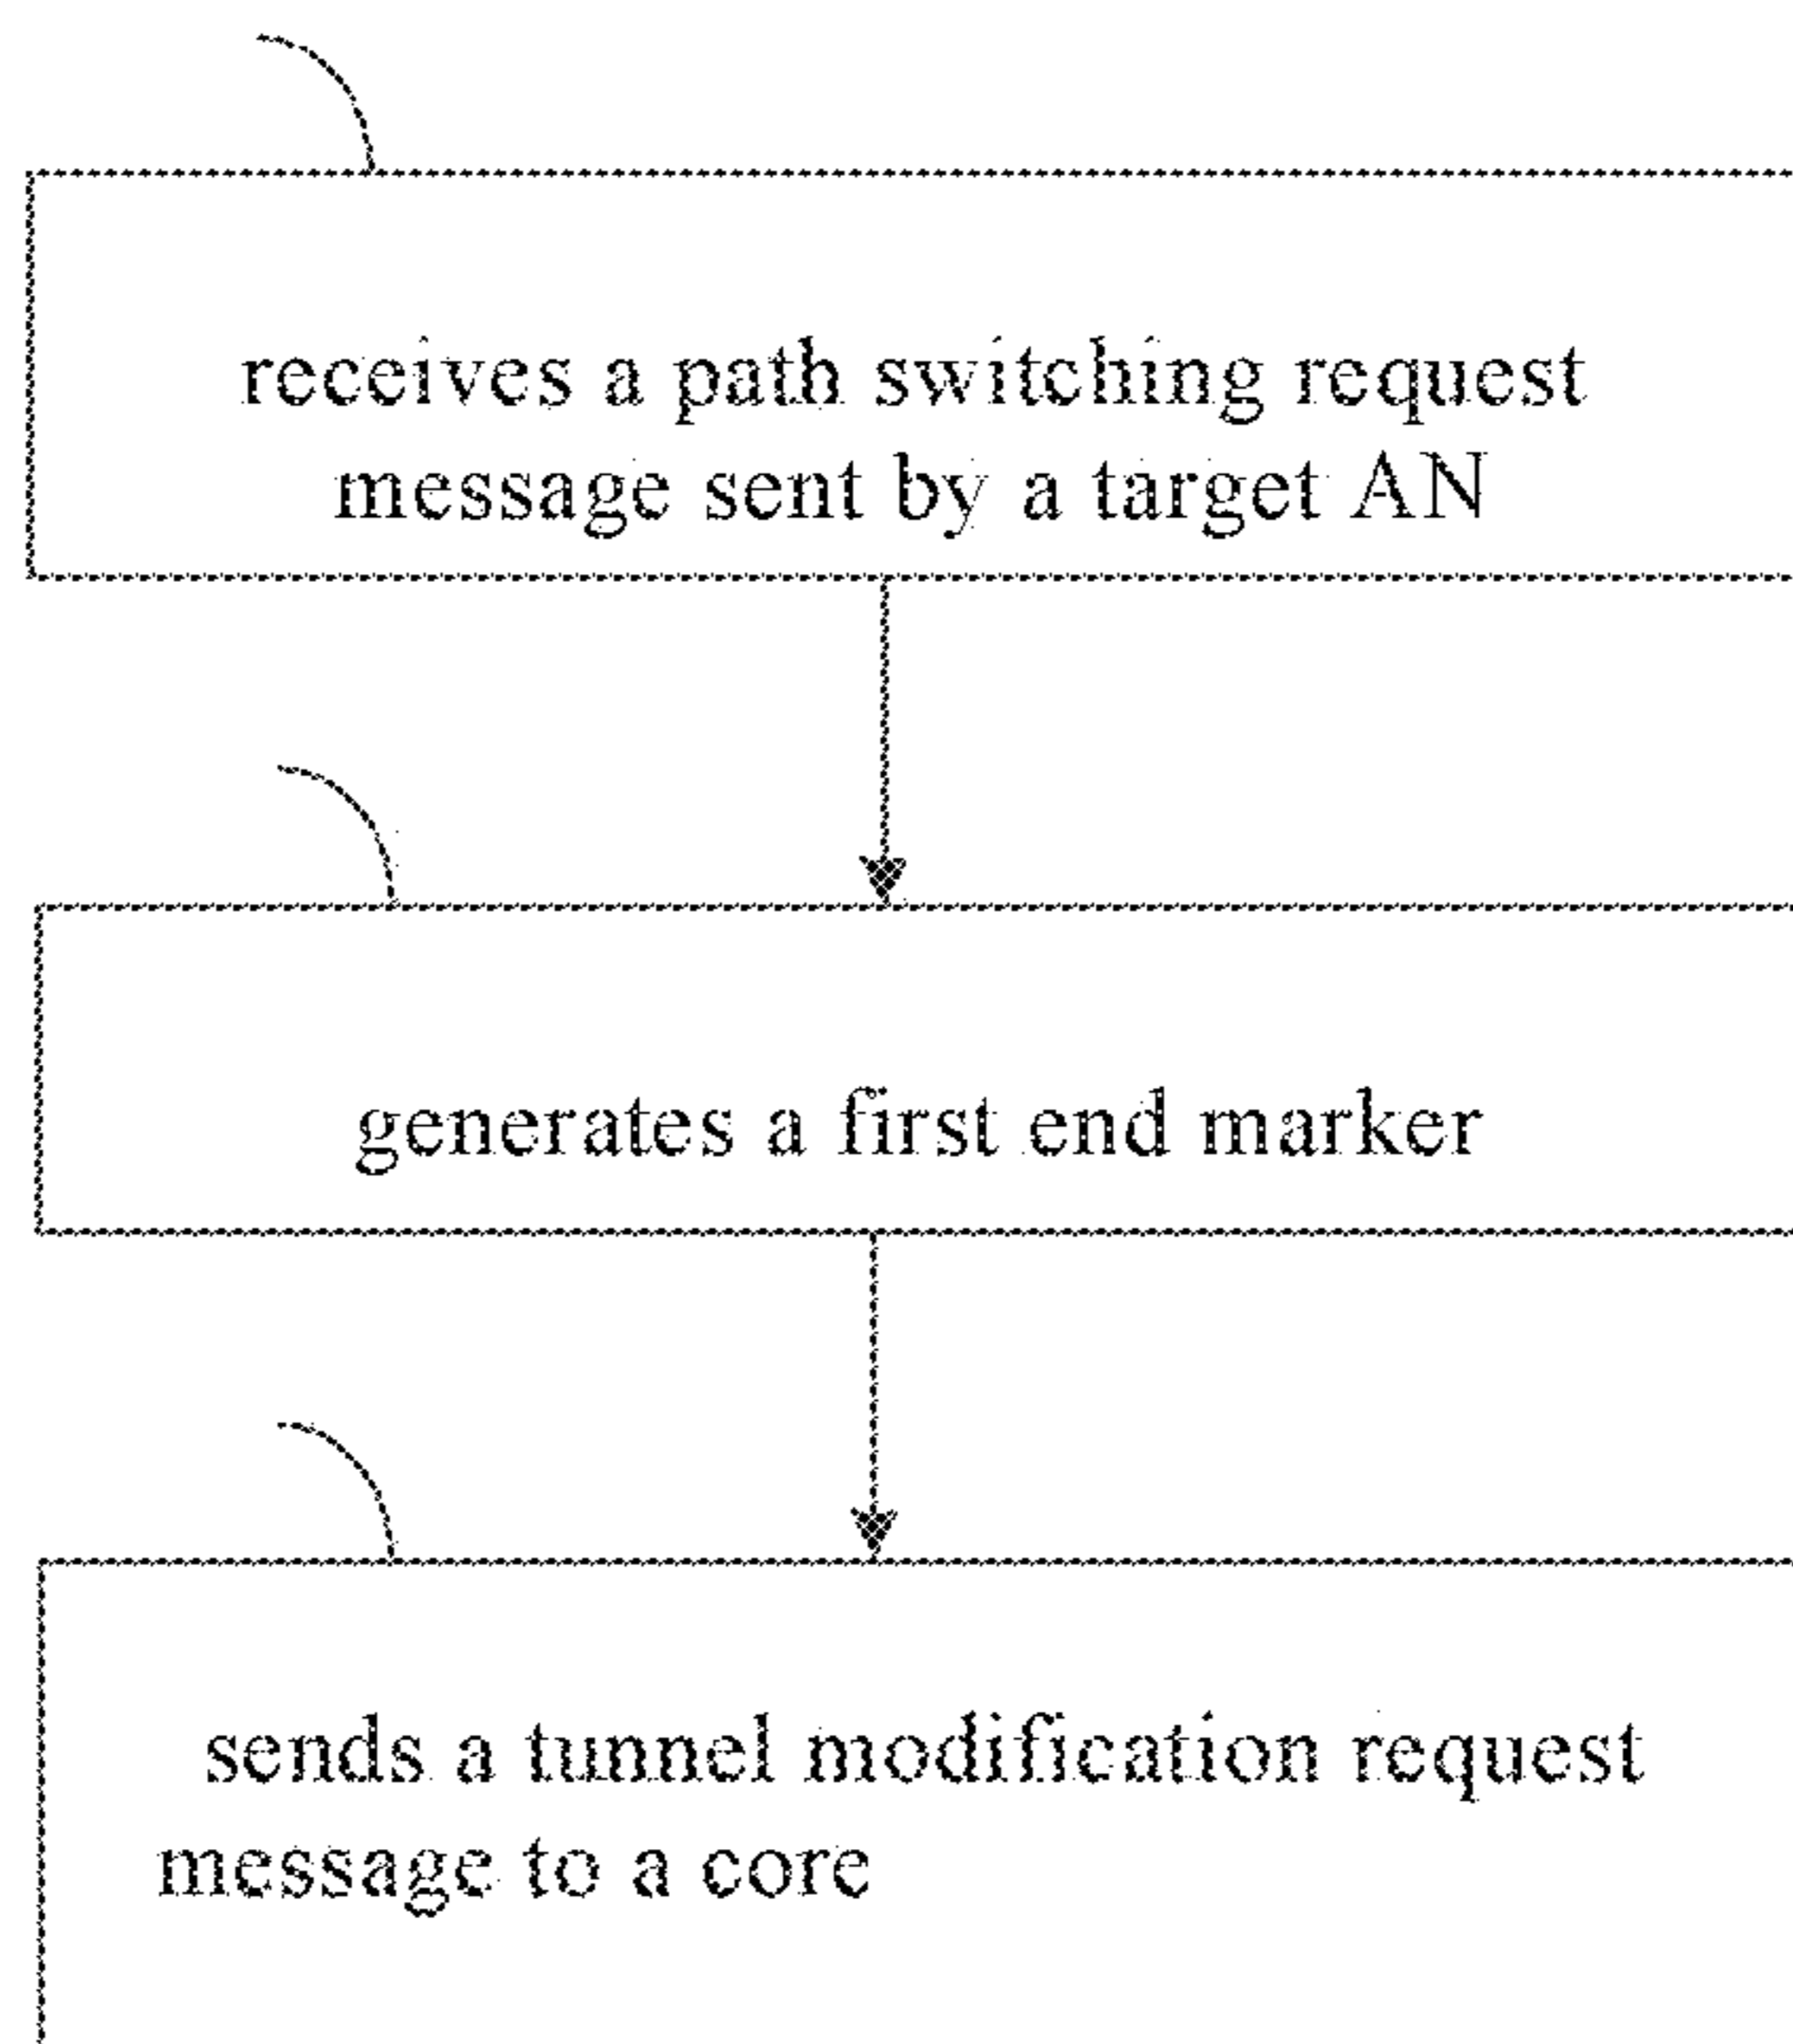 receives a path switching request
message sent by a target AN
generates a first end marker
sends a tunnel modification request
message to a core